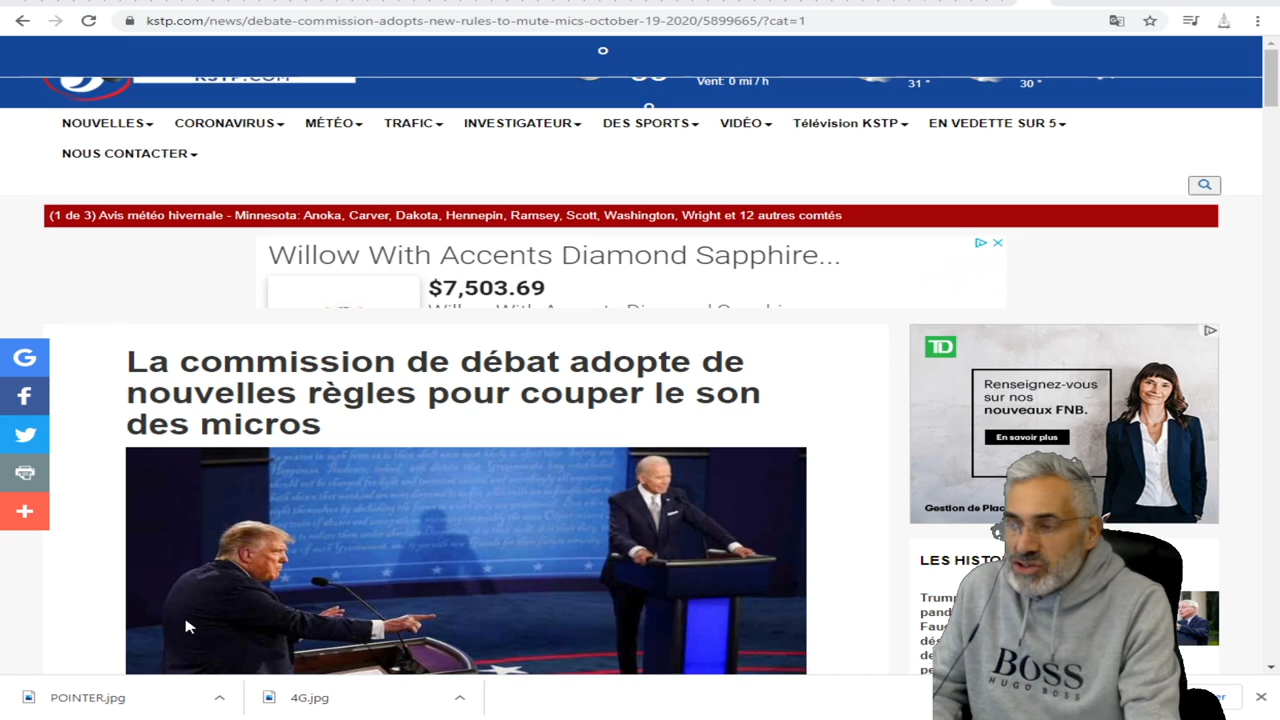 kstp.com/news/debate-commission-adopts-new-rules-to-mute-mics-october-19-2020/5899665/?cat=1
KSTP.COM
Vent: 0 mi / h
31 °
30 °
NOUVELLES
CORONAVIRUS
MÉTÉO
TRAFIC
INVESTIGATEUR
DES SPORTS
VIDÉO
Télévision KSTP
EN VEDETTE SUR 5
NOUS CONTACTER
(1 de 3) Avis météo hivernale - Minnesota: Anoka, Carver, Dakota, Hennepin, Ramsey, Scott, Washington, Wright et 12 autres comtés
Willow With Accents Diamond Sapphire...
$7,503.69
La commission de débat adopte de
nouvelles règles pour couper le son
des micros
TD
Renseignez-vous
sur nos
nouveaux FNB.
En savoir plus
Gestion de
LES
Trump
BOSS
HUGO BOSS
POINTER.jpg
4G.jpg